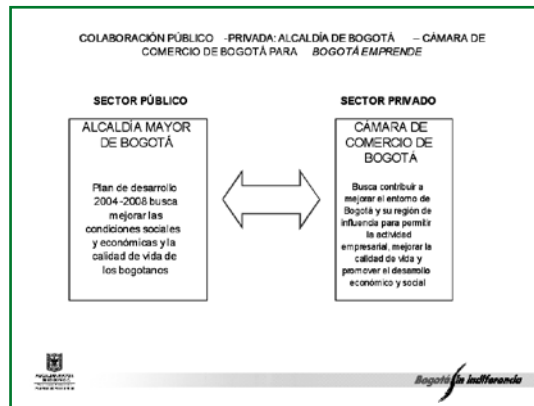 COLABORACIÓN PÚBLICO -PRIVADA: ALCALDÍA DE BOGOTÁ – CÁMARA DE
COMERCIO DE BOGOTÁ PARA BOGOTÁ EMPRENDE
SECTOR PÚBLICO
ALCALDÍA MAYOR
DE BOGOTÁ
Plan de desarrollo
2004-2008 busca
mejorar las
condiciones sociales
y económicas y la
calidad de vida de
los bogotanos
SECTOR PRIVADO
CÁMARA DE
COMERCIO DE
BOGOTÁ
Busca contribuir a
mejorar el entorno de
Bogotá y su región de
influencia para permitir
la actividad
empresarial, mejorar la
calidad de vida y
promover el desarrollo
económico y social
Bogotá sin indiferencia